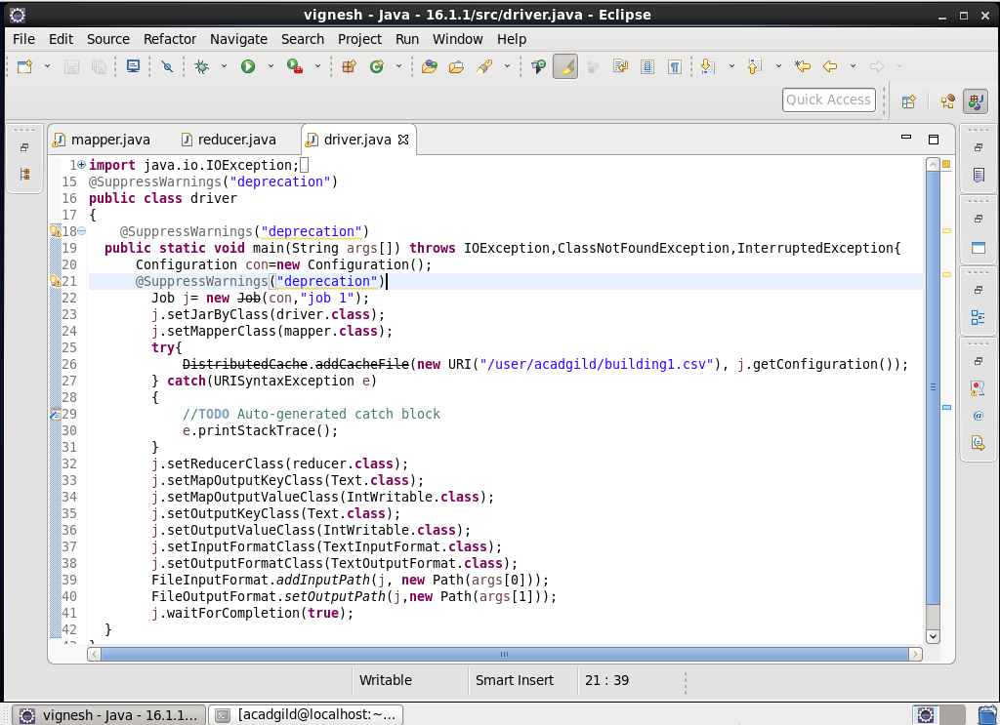 vignesh - Java - 16.1.1/src/driver.java - Eclipse
File Edit Source Refactor Navigate Search Project Run Window Help
Quick Access
mapper.java reducer.java driver.java
1 import java.io.IOException;
15 @SuppressWarnings("deprecation")
16 public class driver
17 {
18 @SuppressWarnings("deprecation")
19 public static void main(String args[]) throws IOException,ClassNotFoundException,InterruptedException{
20 Configuration con=new Configuration();
21 @SuppressWarnings("deprecation")
22 Job j= new Job(con,"job 1");
23 j.setJarByClass(driver.class);
24 j.setMapperClass(mapper.class);
25 try{
26 DistributedCache.addCacheFile(new URI("/user/acadgild/building1.csv"), j.getConfiguration());
27 } catch(URISyntaxException e)
28 {
29 //TODO Auto-generated catch block
30 e.printStackTrace();
31 }
32 j.setReducerClass(reducer.class);
33 j.setMapOutputKeyClass(Text.class);
34 j.setMapOutputValueClass(IntWritable.class);
35 j.setOutputKeyClass(Text.class);
36 j.setOutputValueClass(IntWritable.class);
37 j.setInputFormatClass(TextInputFormat.class);
38 j.setOutputFormatClass(TextOutputFormat.class);
39 FileInputFormat.addInputPath(j, new Path(args[0]));
40 FileOutputFormat.setOutputPath(j,new Path(args[1]));
41 j.waitForCompletion(true);
42 }
Writable Smart Insert 21 : 39
vignesh - Java - 16.1.1... [acadgild@localhost:~...